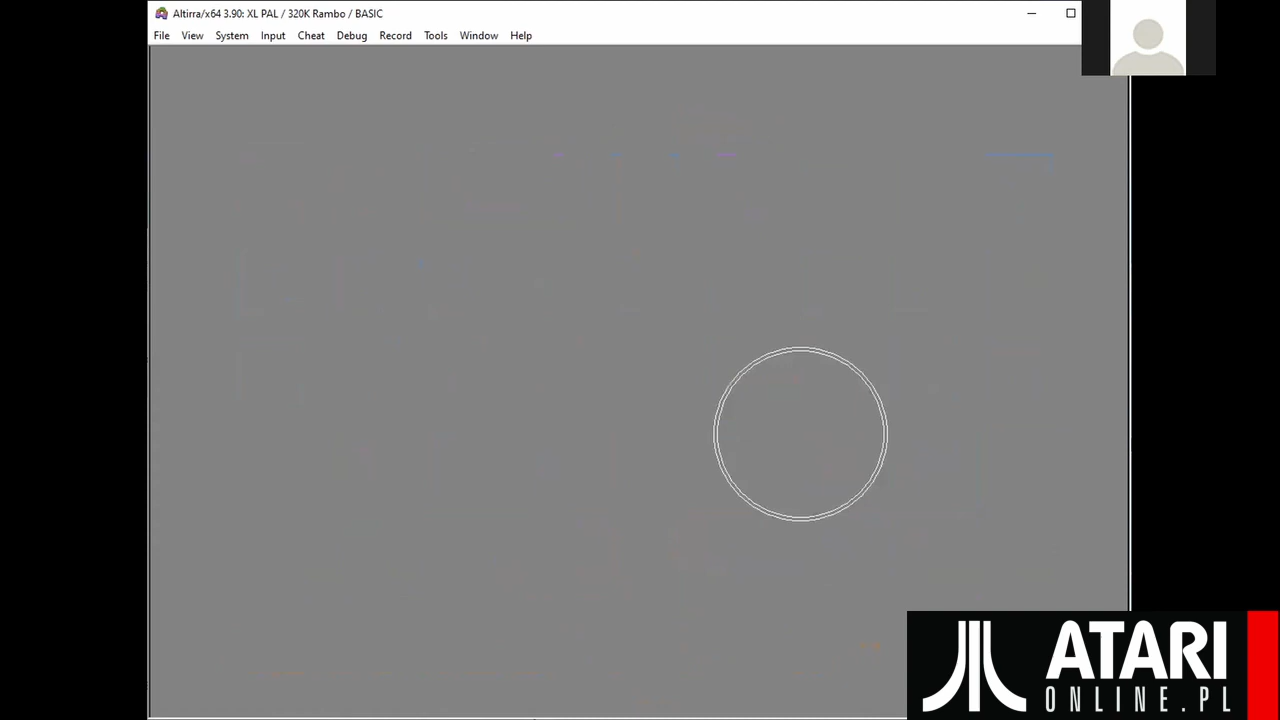 Altirra/x64 3.90: XL PAL / 320K Rambo / BASIC
File View System Input Cheat Debug Record Tools Window Help
ATARI
ONLINE.PL